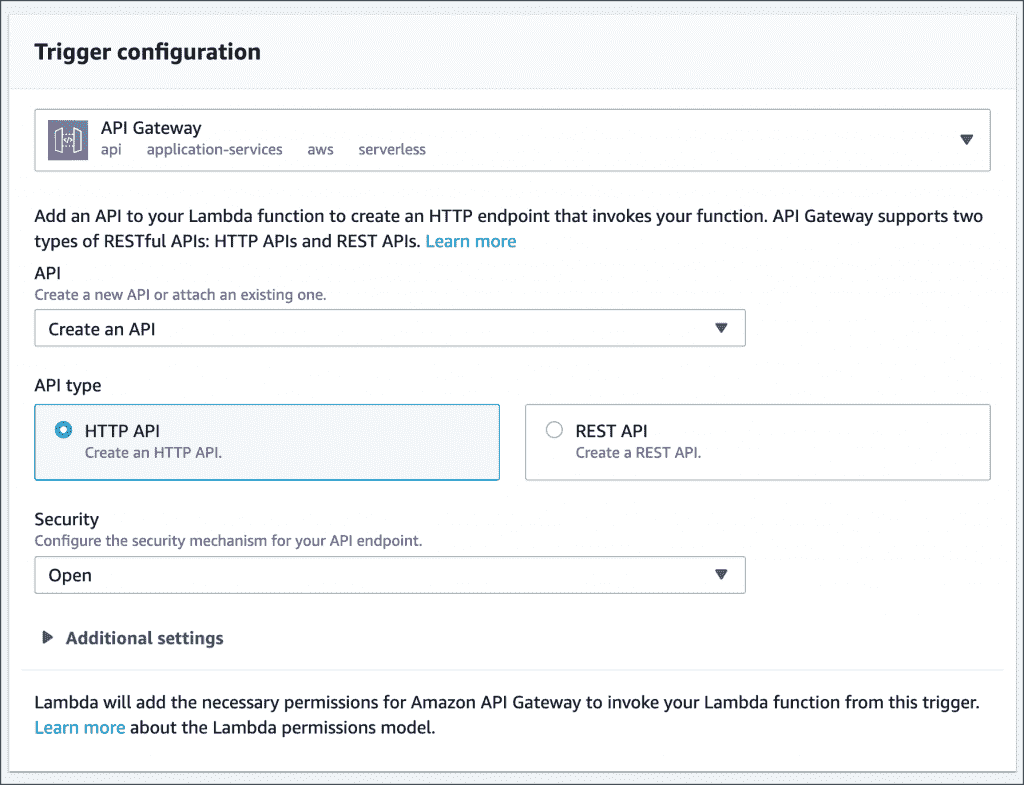 Trigger configuration
API Gateway
api application-services aws serverless
Add an API to your Lambda function to create an HTTP endpoint that invokes your function. API Gateway supports two
types of RESTful APIs: HTTP APIs and REST APIs. Learn more
API
Create a new API or attach an existing one.
Create an API
API type
HTTP API
Create an HTTP API.
REST API
Create a REST API.
Security
Configure the security mechanism for your API endpoint.
Open
Additional settings
Lambda will add the necessary permissions for Amazon API Gateway to invoke your Lambda function from this trigger.
Learn more about the Lambda permissions model.